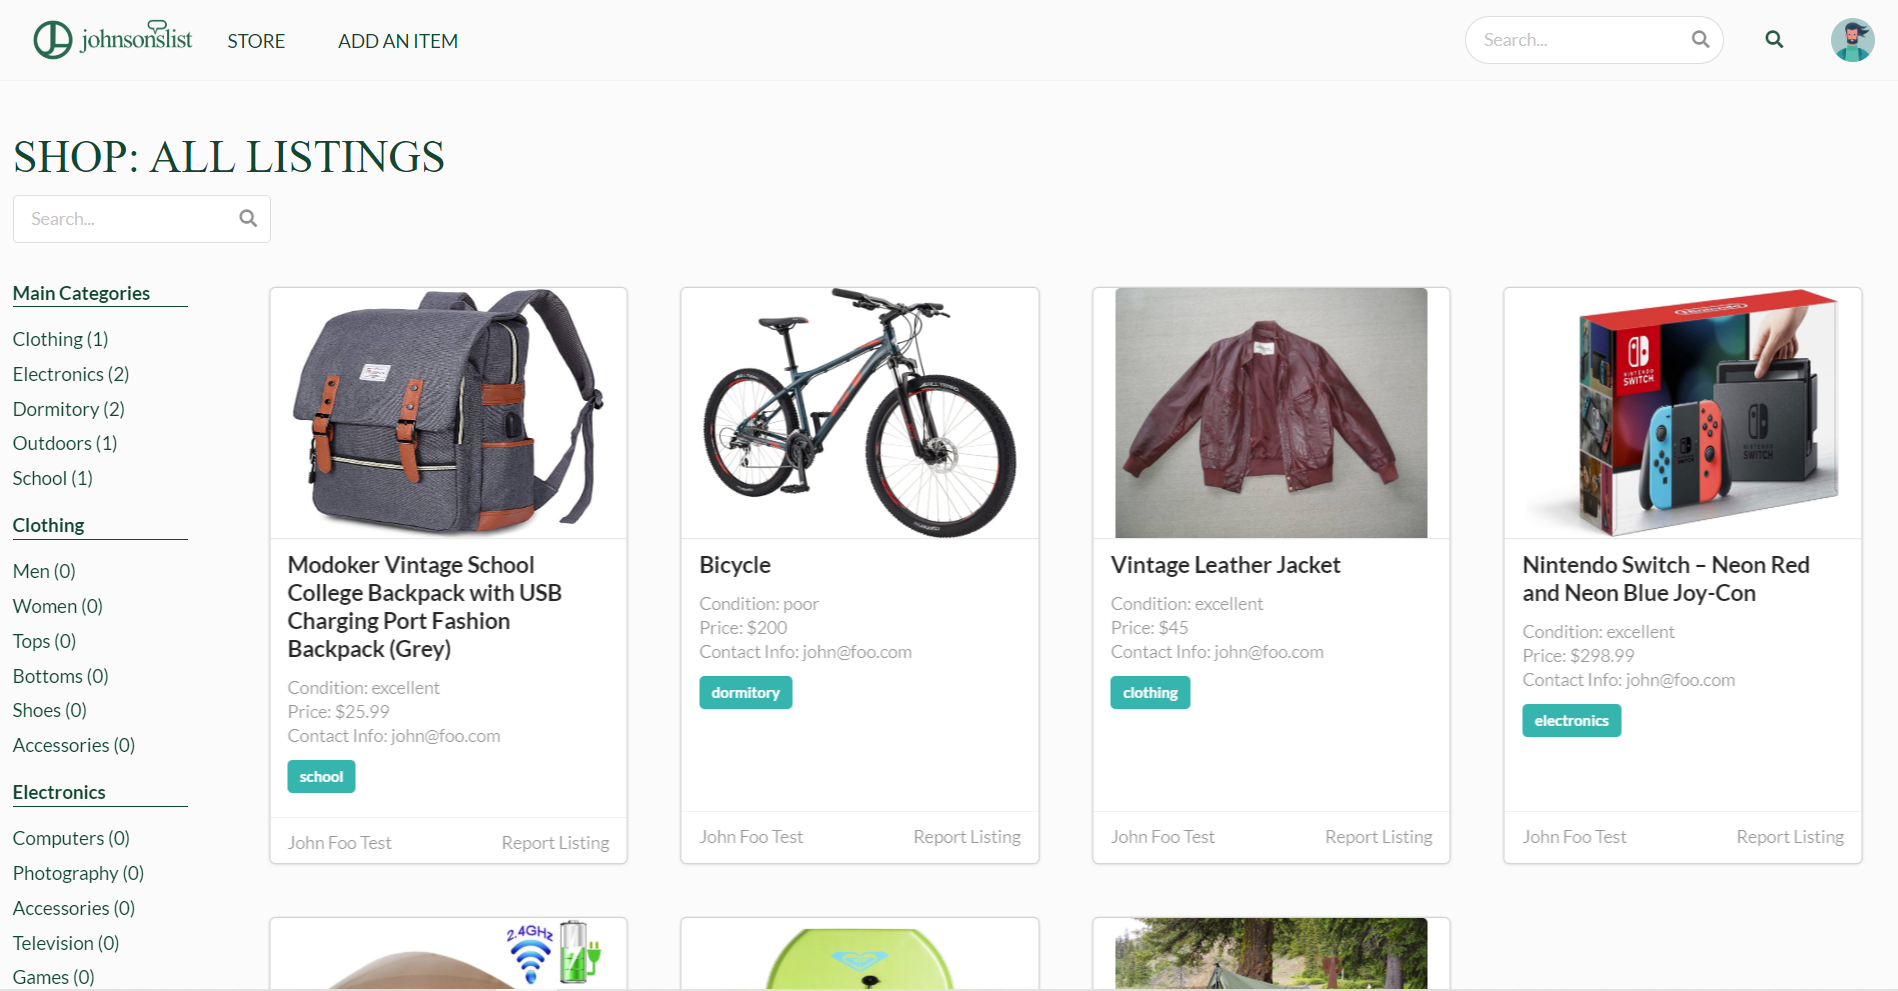 johnsonslist
STORE
ADD AN ITEM
Search...
SHOP: ALL LISTINGS
Search...
Main Categories
Clothing (1)
Electronics (2)
Dormitory (2)
Outdoors (1)
School (1)
Clothing
Men (0)
Women (0)
Tops (0)
Bottoms (0)
Shoes (0)
Accessories (0)
Electronics
Computers (0)
Photography (0)
Accessories (0)
Television (0)
Games (0)
Modoker Vintage School
College Backpack with USB
Charging Port Fashion
Backpack (Grey)
Condition: excellent
Price: $25.99
Contact Info: john@foo.com
school
John Foo Test
Report Listing
Bicycle
Condition: poor
Price: $200
Contact Info: john@foo.com
dormitory
John Foo Test
Report Listing
Vintage Leather Jacket
Condition: excellent
Price: $45
Contact Info: john@foo.com
clothing
John Foo Test
Report Listing
Nintendo
NINTENDO
SWITCH
NINTENDO
SWITCH
Nintendo Switch – Neon Red
and Neon Blue Joy-Con
Condition: excellent
Price: $298.99
Contact Info: john@foo.com
electronics
John Foo Test
Report Listing
2.4GHz